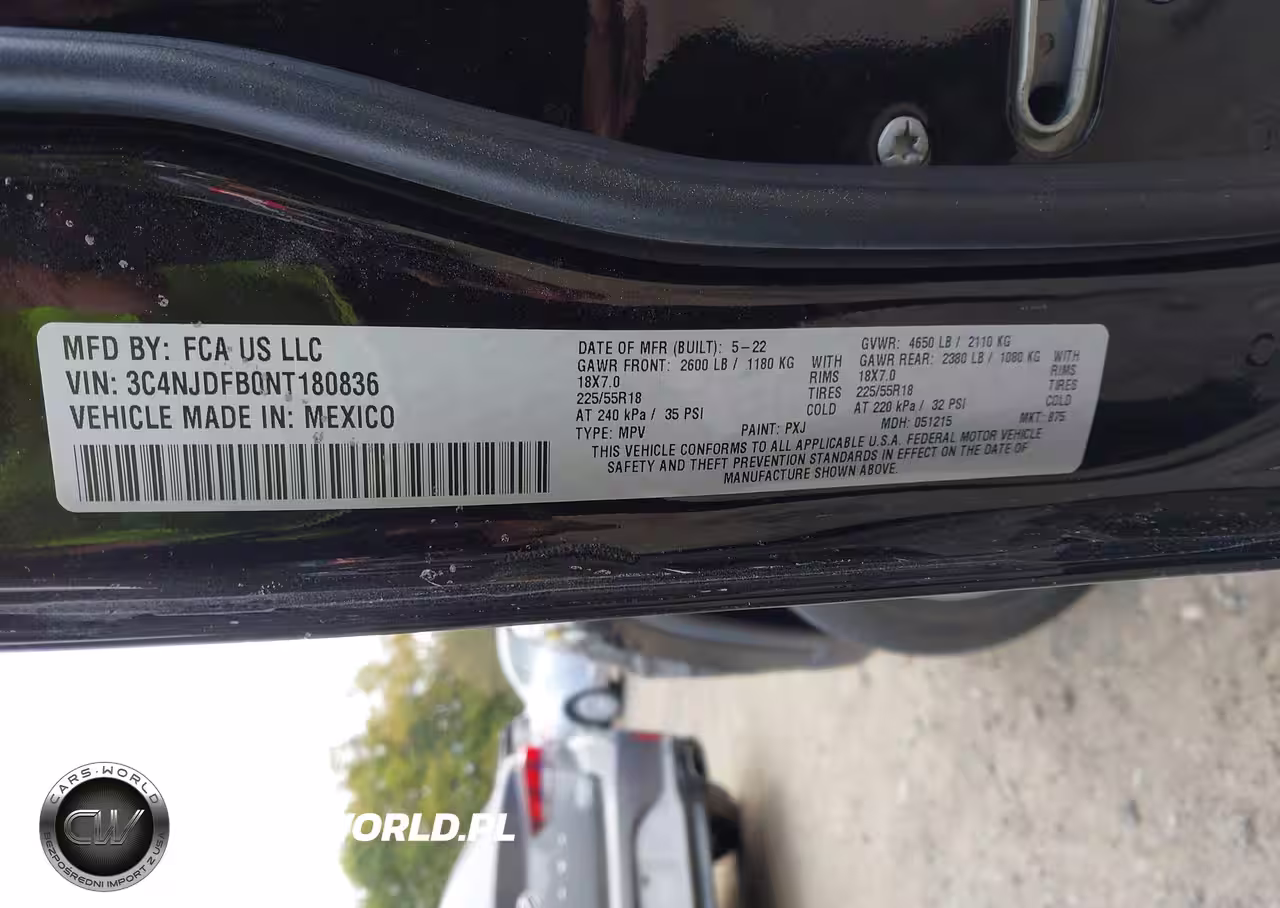 MFD BY: FCA US LLC
VIN: 3C4NJDFB0NT180836
VEHICLE MADE IN: MEXICO
DATE OF MFR (BUILT): 5-22 GVWR: 4650 LB / 2110 KG
GAWR FRONT: 2600 LB / 1180 KG WITH GAWR REAR: 2380 LB / 1080 KG WITH
18X7.0 RIMS 18X7.0 RIMS
225/55R18 TIRES 225/55R18 TIRES
AT 240 kPa / 35 PSI COLD AT 220 kPa / 32 PSI COLD
TYPE: MPV PAINT: PXJ MDH: 051215 MKT: 875
THIS VEHICLE CONFORMS TO ALL APPLICABLE U.S.A. FEDERAL MOTOR VEHICLE
SAFETY AND THEFT PREVENTION STANDARDS IN EFFECT ON THE DATE OF
MANUFACTURE SHOWN ABOVE.
CARS-WORLD
CW
BEZPOŚREDNI IMPORT Z USA
WORLD.PL